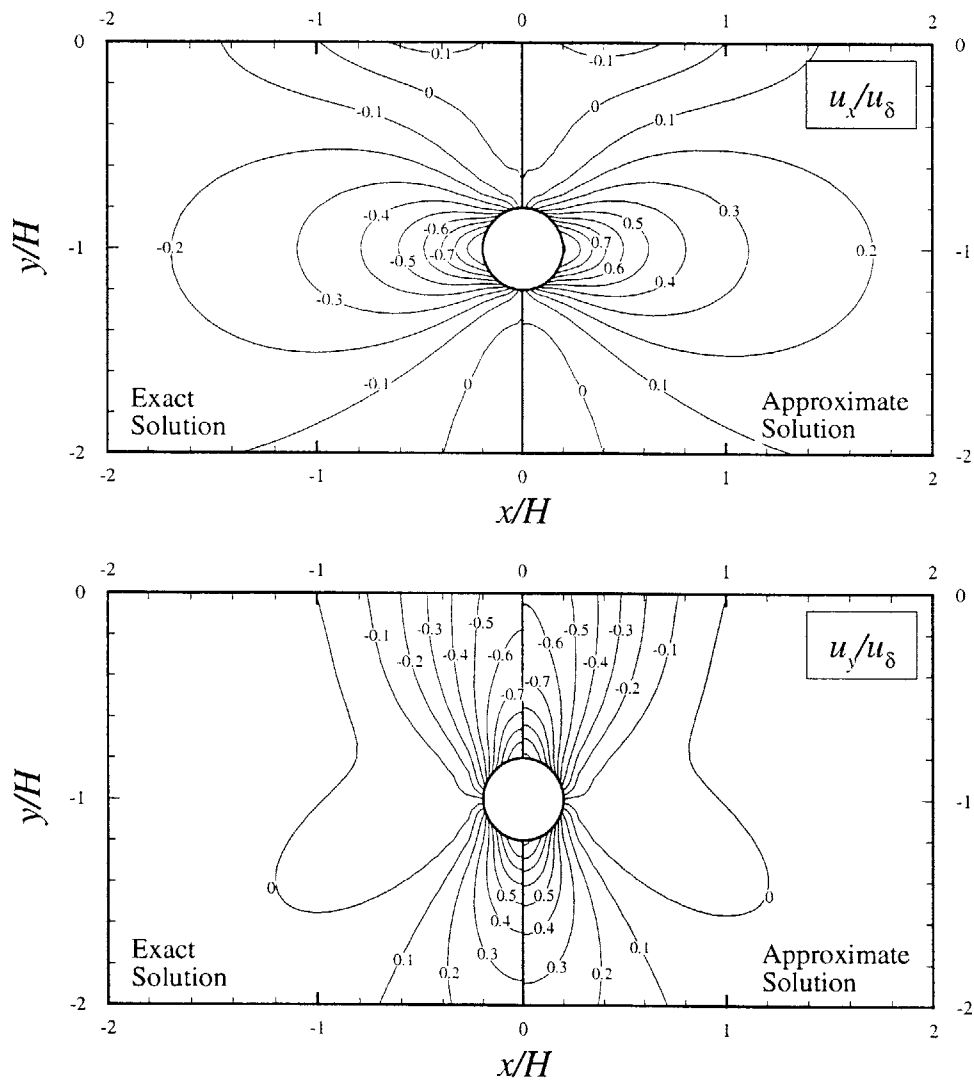 -2 -1 0 1 2
0 0
-0.1 -0.1
0 0
-0.1 0.1
u_x/u_δ
-0.4 0.5 0.3
-0.6 0.7
-0.2 0.2
y/H
-1 -1
-0.7
-0.5 0.6
-0.3 0.4
-0.1 0 0 0.1
Exact
Solution
Approximate
Solution
-2 -2
-2 -1 0 1 2
x/H
-2 -1 0 1 2
0 0
-0.1 -0.3 -0.5 -0.5 -0.3 -0.1
-0.2 -0.4 -0.6 -0.6 -0.4 -0.2
u_y/u_δ
-0.7 -0.7
y/H
-1 -1
0 0
0.5 0.5
0.4 0.4
0.1 0.3 0.3 0.1
0.2 0.2
Exact
Solution
Approximate
Solution
-2 -2
-2 -1 0 1 2
x/H